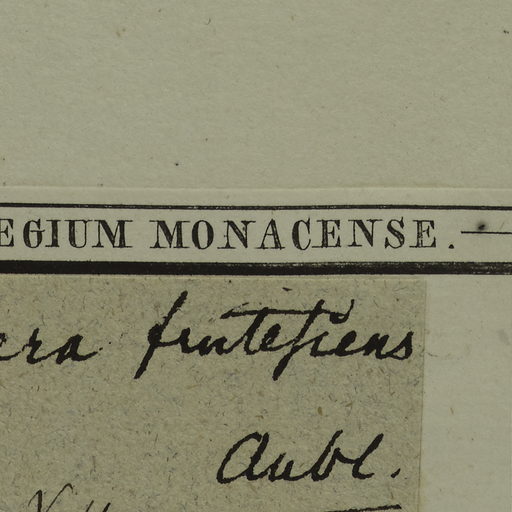 EGIUM MONACENSE.
era frutescens
Aubl.